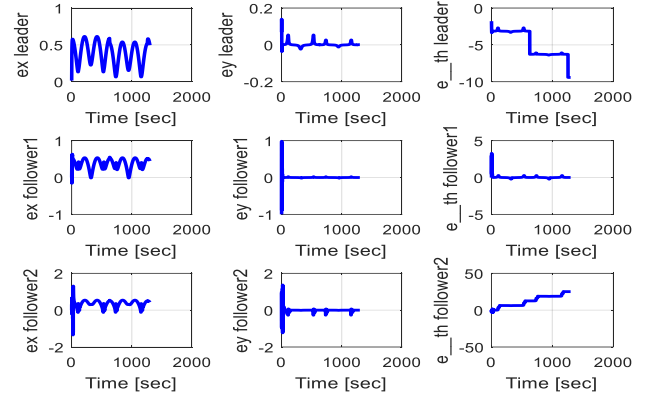 ex leader
1
0.5
0
0 1000 2000
Time [sec]
ey leader
0.2
0
-0.2
0 1000 2000
Time [sec]
e__th leader
0
-5
-10
0 1000 2000
Time [sec]
ex follower1
1
0
-1
0 1000 2000
Time [sec]
ey follower1
1
0
-1
0 1000 2000
Time [sec]
e__th follower1
5
0
-5
0 1000 2000
Time [sec]
ex follower2
2
0
-2
0 1000 2000
Time [sec]
ey follower2
2
0
-2
0 1000 2000
Time [sec]
e__th follower2
50
0
-50
0 1000 2000
Time [sec]